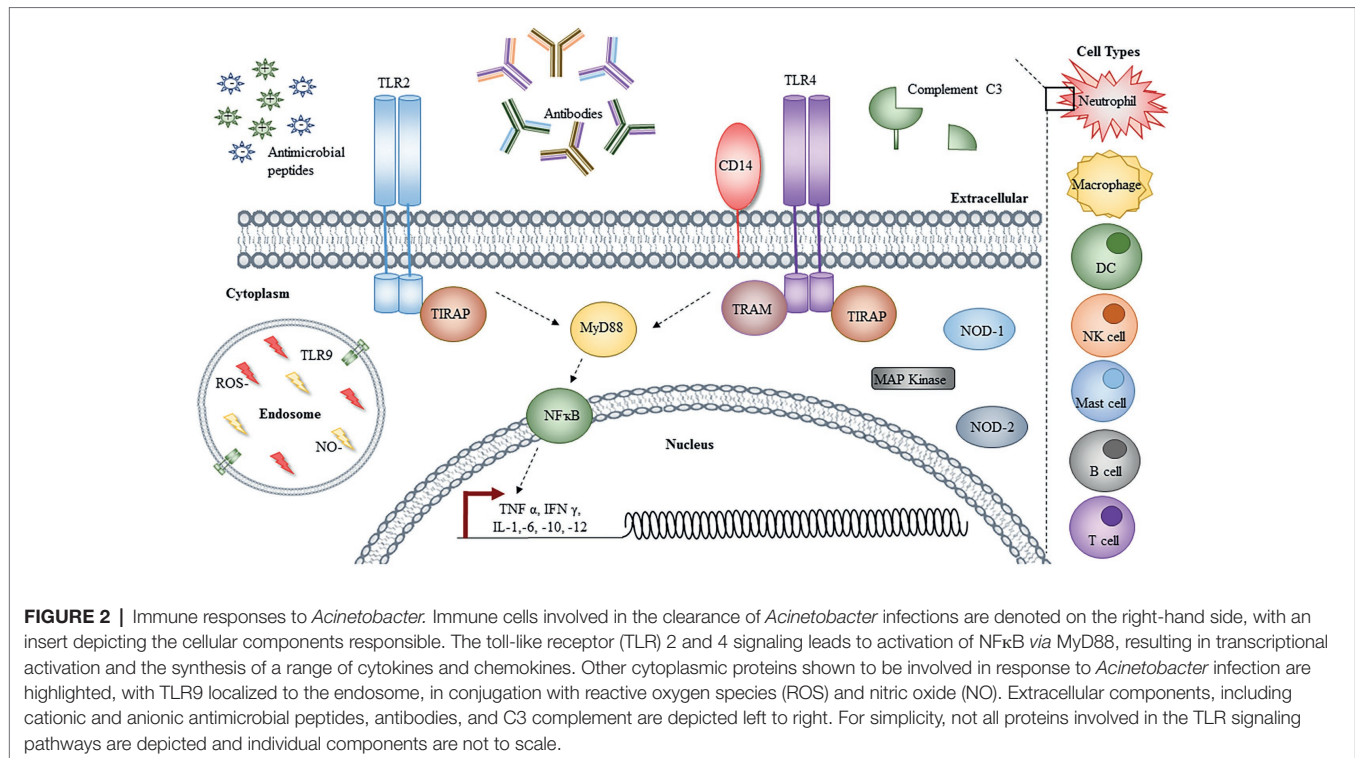 Cell Types
TLR2
TLR4
Complement C3
Neutrophil
Antibodies
Antimicrobial
peptides
CD14
Macrophage
Extracellular
DC
Cytoplasm
TIRAP
MyD88
TRAM
TIRAP
NOD-1
NK cell
TLR9
ROS-
Endosome
NO-
MAP Kinase
Mast cell
NFκB
Nucleus
NOD-2
B cell
TNF α, IFN γ,
IL-1,-6, -10, -12
T cell
FIGURE 2 | Immune responses to Acinetobacter. Immune cells involved in the clearance of Acinetobacter infections are denoted on the right-hand side, with an
insert depicting the cellular components responsible. The toll-like receptor (TLR) 2 and 4 signaling leads to activation of NFκB via MyD88, resulting in transcriptional
activation and the synthesis of a range of cytokines and chemokines. Other cytoplasmic proteins shown to be involved in response to Acinetobacter infection are
highlighted, with TLR9 localized to the endosome, in conjugation with reactive oxygen species (ROS) and nitric oxide (NO). Extracellular components, including
cationic and anionic antimicrobial peptides, antibodies, and C3 complement are depicted left to right. For simplicity, not all proteins involved in the TLR signaling
pathways are depicted and individual components are not to scale.